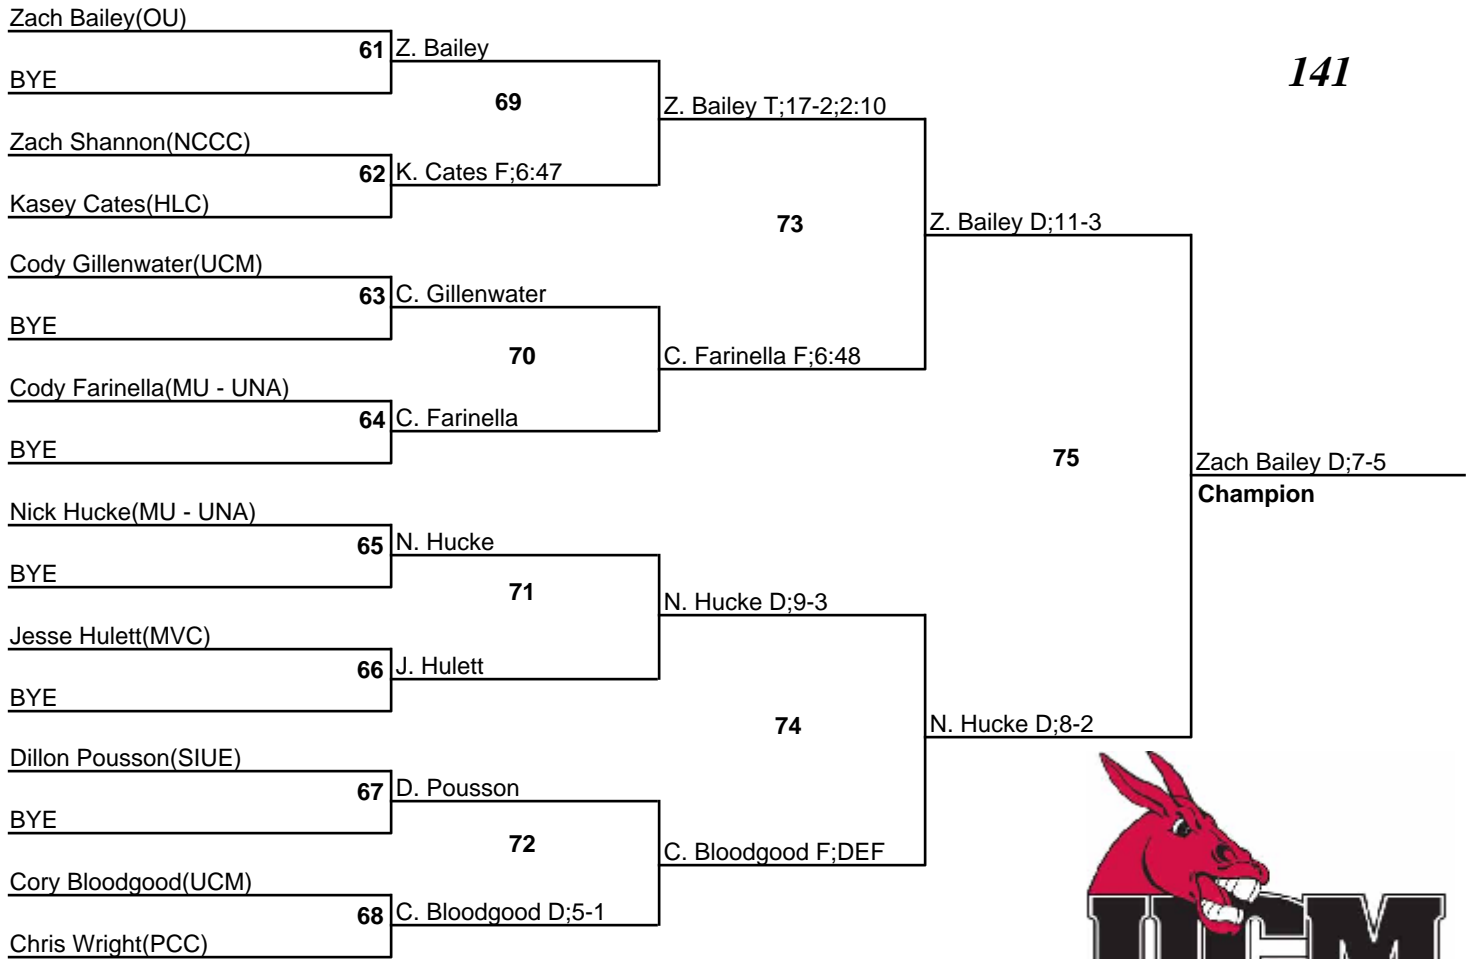 Zach Bailey(OU)
61 Z. Bailey
BYE
141
69
Z. Bailey T;17-2;2:10
Zach Shannon(NCCC)
62 K. Cates F;6:47
Kasey Cates(HLC)
73
Z. Bailey D;11-3
Cody Gillenwater(UCM)
63 C. Gillenwater
BYE
70
C. Farinella F;6:48
Cody Farinella(MU - UNA)
64 C. Farinella
BYE
75
Zach Bailey D;7-5
Champion
Nick Hucke(MU - UNA)
65 N. Hucke
BYE
71
N. Hucke D;9-3
Jesse Hulett(MVC)
66 J. Hulett
BYE
74
N. Hucke D;8-2
Dillon Pousson(SIUE)
67 D. Pousson
BYE
72
C. Bloodgood F;DEF
Cory Bloodgood(UCM)
68 C. Bloodgood D;5-1
Chris Wright(PCC)
UCM